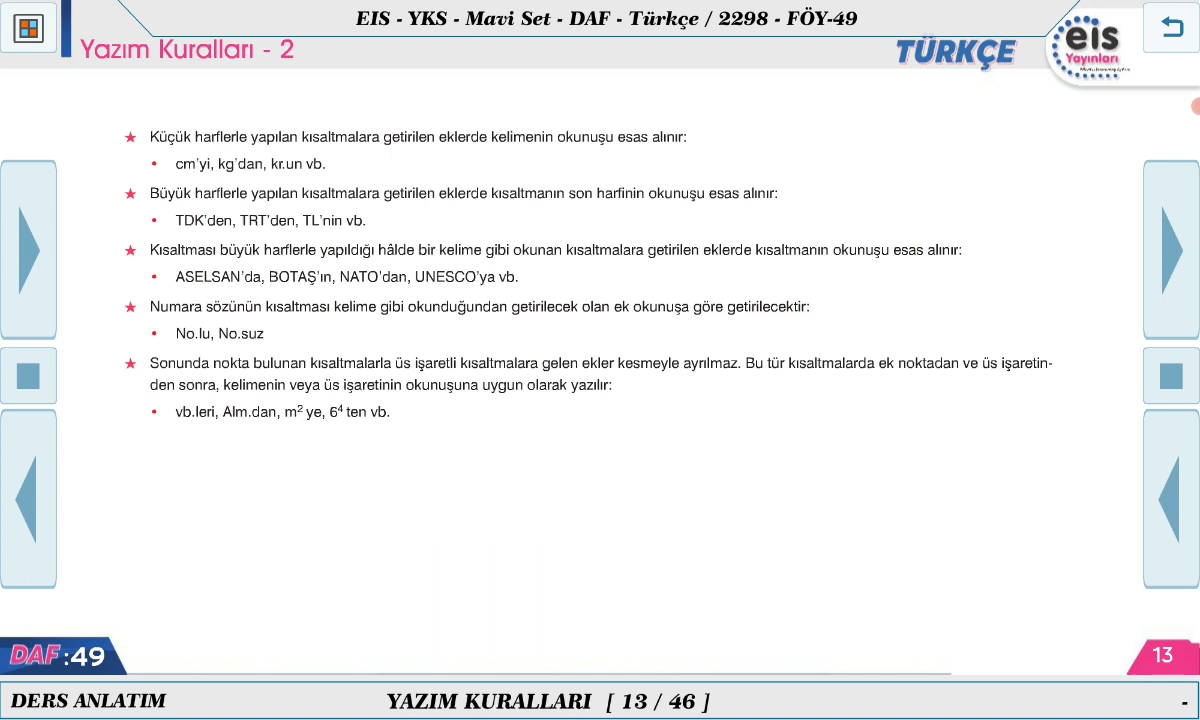 EIS - YKS - Mavi Set - DAF - Türkçe / 2298 - FÖY-49
Yazım Kuralları - 2
TÜRKÇE
eis
Yayınları
★ Küçük harflerle yapılan kısaltmalara getirilen eklerde kelimenin okunuşu esas alınır:
• cm’yi, kg’dan, kr.un vb.
★ Büyük harflerle yapılan kısaltmalara getirilen eklerde kısaltmanın son harfinin okunuşu esas alınır:
• TDK’den, TRT’den, TL’nin vb.
★ Kısaltması büyük harflerle yapıldığı hâlde bir kelime gibi okunan kısaltmalara getirilen eklerde kısaltmanın okunuşu esas alınır:
• ASELSAN’da, BOTAŞ’ın, NATO’dan, UNESCO’ya vb.
★ Numara sözünün kısaltması kelime gibi okunduğundan getirilecek olan ek okunuşa göre getirilecektir:
• No.lu, No.suz
★ Sonunda nokta bulunan kısaltmalarla üs işaretli kısaltmalara gelen ekler kesmeyle ayrılmaz. Bu tür kısaltmalarda ek noktadan ve üs işaretin-
den sonra, kelimenin veya üs işaretinin okunuşuna uygun olarak yazılır:
• vb.leri, Alm.dan, m² ye, 6⁴ ten vb.
DAF :49
13
DERS ANLATIM
YAZIM KURALLARI [ 13 / 46 ]
-